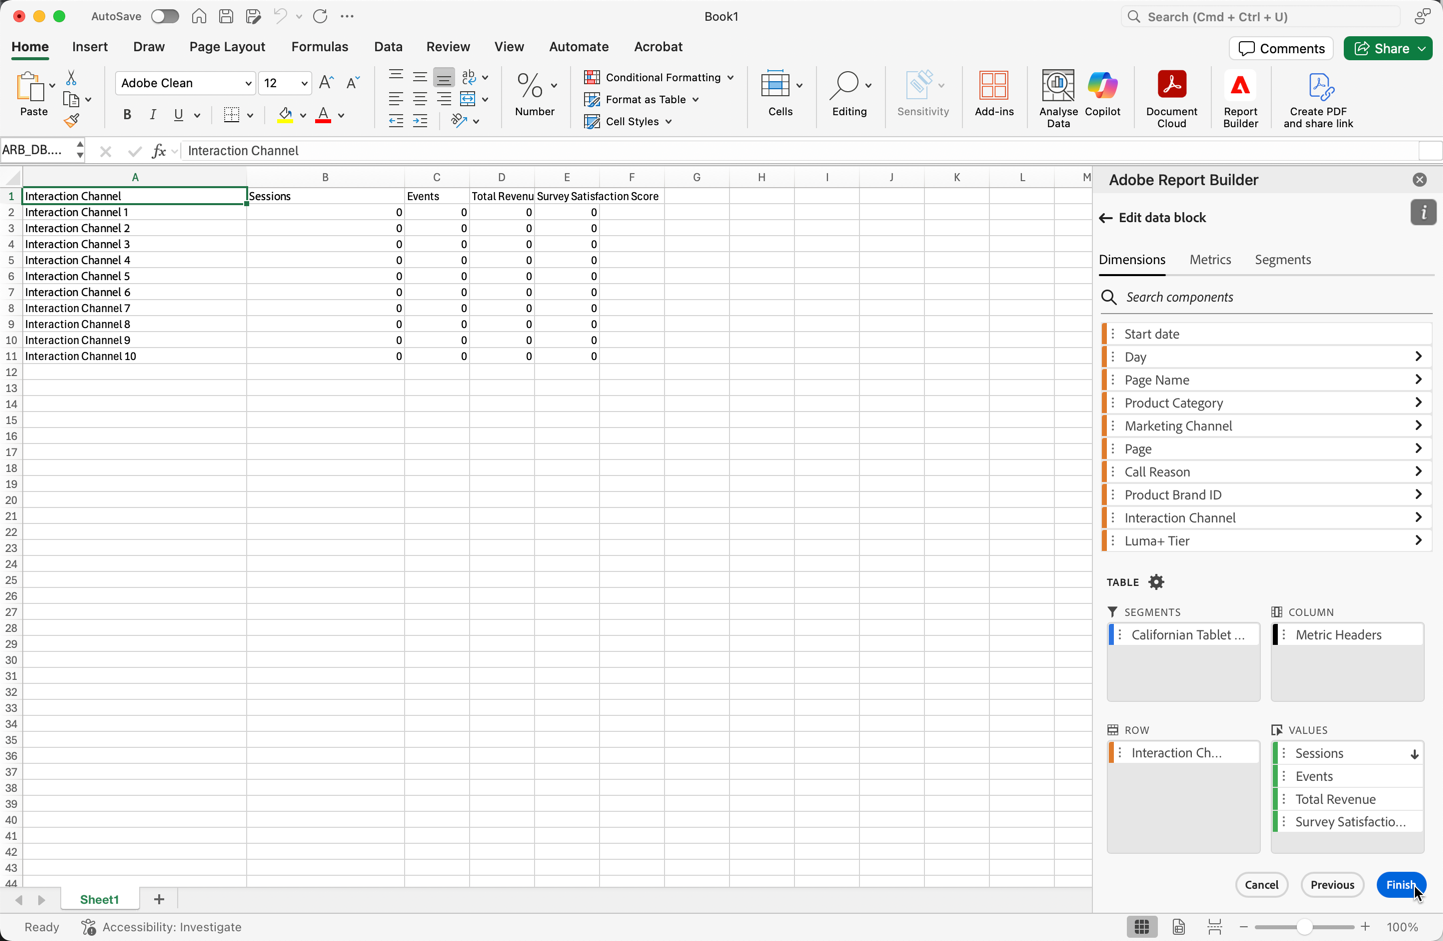 AutoSave
Book1
Search (Cmd + Ctrl + U)
Home Insert Draw Page Layout Formulas Data Review View Automate Acrobat
Comments Share
Paste
Adobe Clean 12
B I U
Number
Conditional Formatting
Format as Table
Cell Styles
Cells
Editing
Sensitivity
Add-ins
Analyse Data
Copilot
Document Cloud
Report Builder
Create PDF and share link
ARB_DB.... fx Interaction Channel
A B C D E F G H I J K L M
1 Interaction Channel Sessions Events Total Revenu Survey Satisfaction Score
2 Interaction Channel 1 0 0 0 0
3 Interaction Channel 2 0 0 0 0
4 Interaction Channel 3 0 0 0 0
5 Interaction Channel 4 0 0 0 0
6 Interaction Channel 5 0 0 0 0
7 Interaction Channel 6 0 0 0 0
8 Interaction Channel 7 0 0 0 0
9 Interaction Channel 8 0 0 0 0
10 Interaction Channel 9 0 0 0 0
11 Interaction Channel 10 0 0 0 0
12
13
14
15
16
17
18
19
20
21
22
23
24
25
26
27
28
29
30
31
32
33
34
35
36
37
38
39
40
41
42
43
44
Adobe Report Builder
Edit data block
Dimensions Metrics Segments
Search components
Start date
Day
Page Name
Product Category
Marketing Channel
Page
Call Reason
Product Brand ID
Interaction Channel
Luma+ Tier
TABLE
SEGMENTS
Californian Tablet ...
COLUMN
Metric Headers
ROW
Interaction Ch...
VALUES
Sessions
Events
Total Revenue
Survey Satisfactio...
Cancel Previous Finish
Sheet1
Ready Accessibility: Investigate
100%